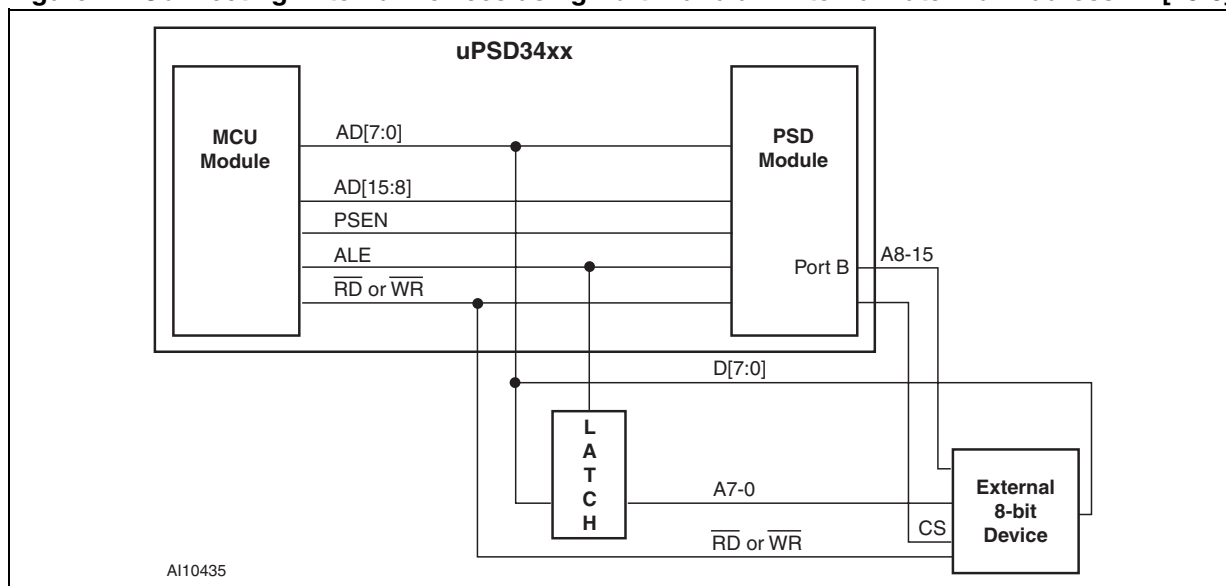 uPSD34xx
MCU
Module
PSD
Module
AD[7:0]
AD[15:8]
PSEN
ALE
RD or WR
Port B
A8-15
D[7:0]
L
A
T
C
H
A7-0
RD or WR
CS
External
8-bit
Device
AI10435